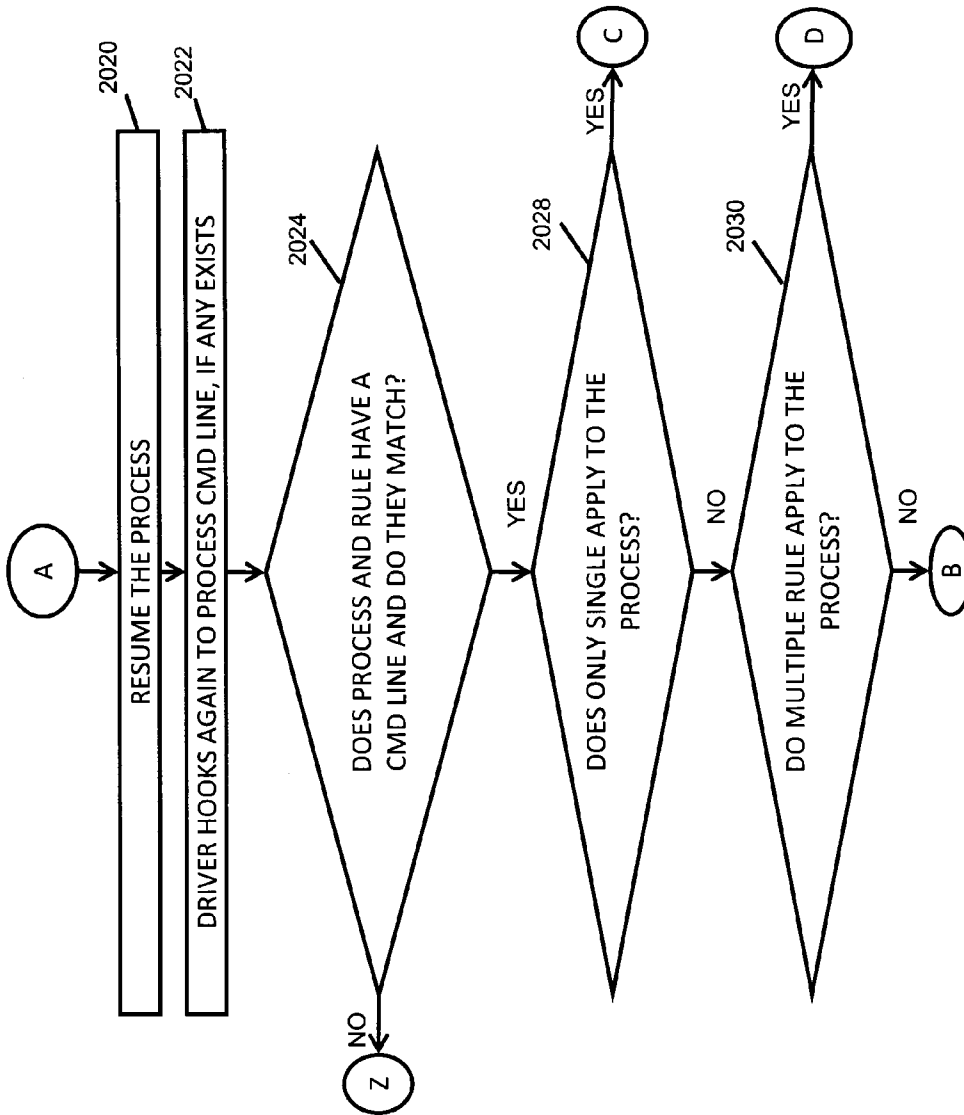 A
RESUME THE PROCESS
2020
DRIVER HOOKS AGAIN TO PROCESS CMD LINE, IF ANY EXISTS
2022
DOES PROCESS AND RULE HAVE A
CMD LINE AND DO THEY MATCH?
2024
NO
Z
YES
DOES ONLY SINGLE APPLY TO THE
PROCESS?
2028
YES
C
NO
DO MULTIPLE RULE APPLY TO THE
PROCESS?
2030
YES
D
NO
B